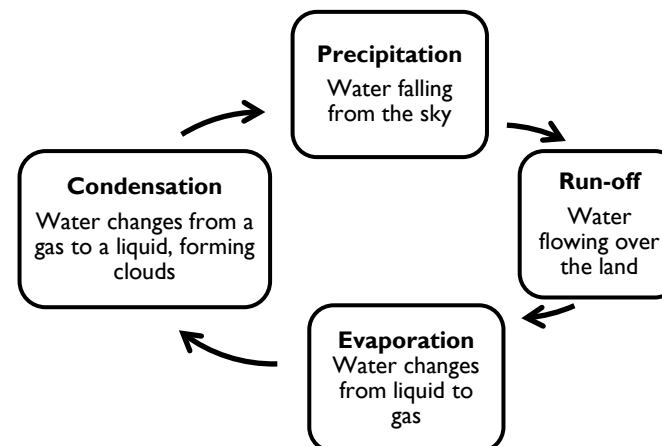 Precipitation
Water falling
from the sky
Condensation
Water changes from a
gas to a liquid, forming
clouds
Run-off
Water
flowing over
the land
Evaporation
Water changes
from liquid to
gas